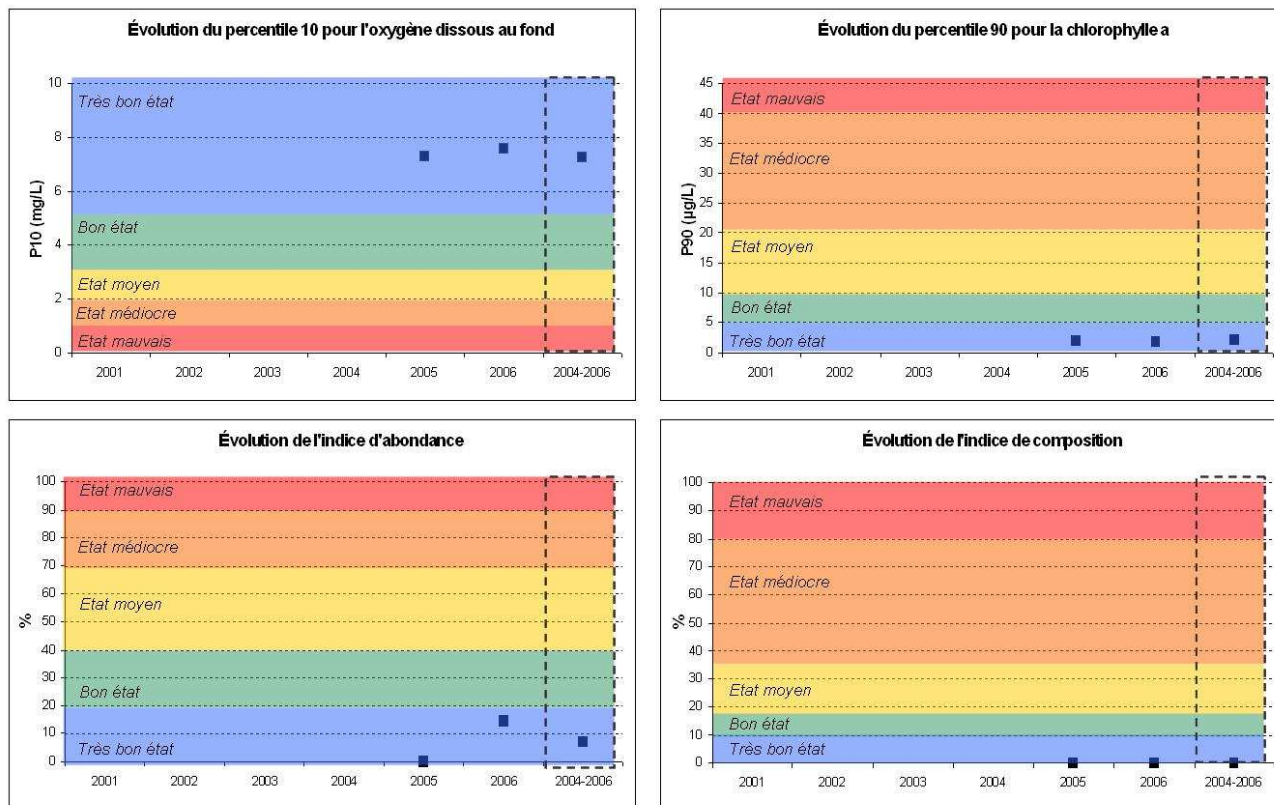 Évolution du percentile 10 pour l'oxygène dissous au fond
P10 (mg/L)
10
8
6
4
2
0
Très bon état
Bon état
Etat moyen
Etat médiocre
Etat mauvais
2001 2002 2003 2004 2005 2006 2004-2006
Évolution du percentile 90 pour la chlorophylle a
P90 (µg/L)
45
40
35
30
25
20
15
10
5
0
Etat mauvais
Etat médiocre
Etat moyen
Bon état
Très bon état
2001 2002 2003 2004 2005 2006 2004-2006
Évolution de l'indice d'abondance
%
100
90
80
70
60
50
40
30
20
10
0
Etat mauvais
Etat médiocre
Etat moyen
Bon état
Très bon état
2001 2002 2003 2004 2005 2006 2004-2006
Évolution de l'indice de composition
%
100
90
80
70
60
50
40
30
20
10
0
Etat mauvais
Etat médiocre
Etat moyen
Bon état
Très bon état
2001 2002 2003 2004 2005 2006 2004-2006